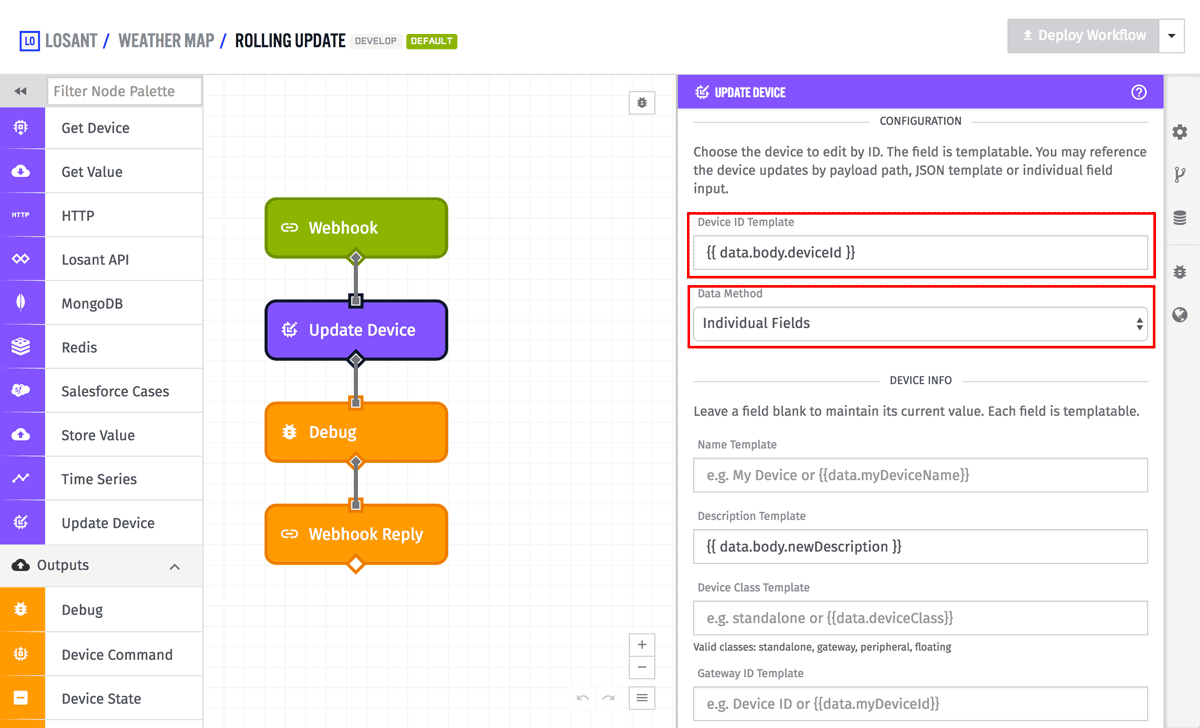 LO LOSANT / WEATHER MAP / ROLLING UPDATE DEVELOP DEFAULT
Deploy Workflow
Filter Node Palette
Get Device
Get Value
HTTP HTTP
Losant API
MongoDB
Redis
Salesforce Cases
Store Value
Time Series
Update Device
Outputs
Debug
Device Command
Device State
Webhook
Update Device
Debug
Webhook Reply
UPDATE DEVICE
CONFIGURATION
Choose the device to edit by ID. The field is templatable. You may reference
the device updates by payload path, JSON template or individual field
input.
Device ID Template
{{ data.body.deviceId }}
Data Method
Individual Fields
DEVICE INFO
Leave a field blank to maintain its current value. Each field is templatable.
Name Template
e.g. My Device or {{data.myDeviceName}}
Description Template
{{ data.body.newDescription }}
Device Class Template
e.g. standalone or {{data.deviceClass}}
Valid classes: standalone, gateway, peripheral, floating
Gateway ID Template
e.g. Device ID or {{data.myDeviceId}}